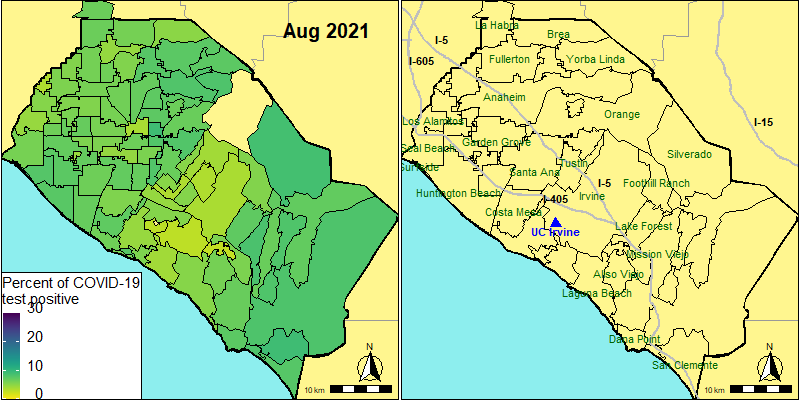 Aug 2021
Percent of COVID-19
test positive
30
20
10
0
N
10 km
La Habra
Brea
I-5
I-605
Fullerton
Yorba Linda
Anaheim
Orange
I-15
Los Alamitos
Garden Grove
Seal Beach
Surfside
Tustin
Silverado
Santa Ana
I-5
Foothill Ranch
Huntington Beach
I-405
Irvine
Costa Mesa
UC Irvine
Lake Forest
Mission Viejo
Aliso Viejo
Laguna Beach
Dana Point
San Clemente
N
10 km